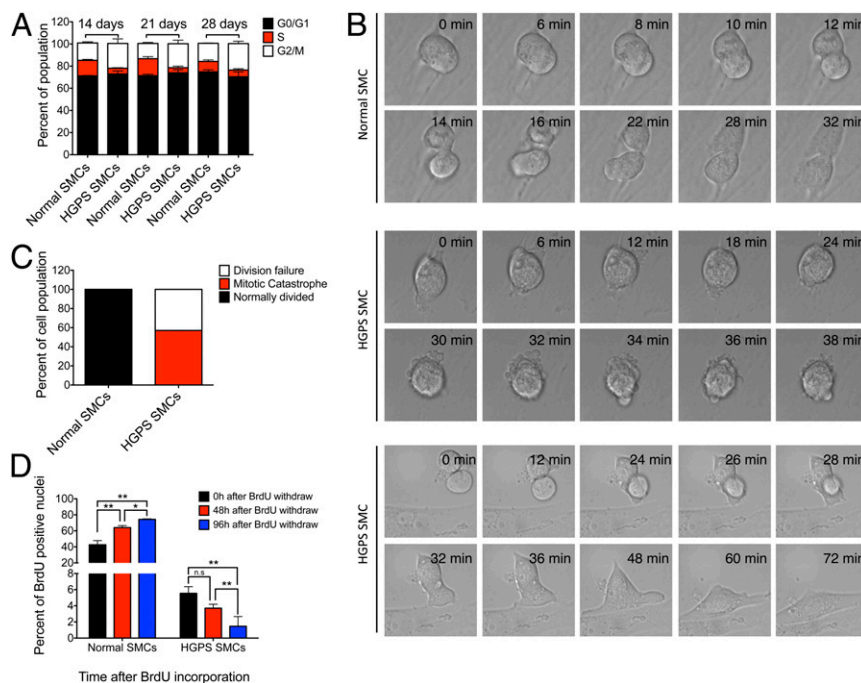 A
14 days 21 days 28 days
G0/G1
S
G2/M
Percent of population
120
100
80
60
40
20
0
Normal SMCs
HGPS SMCs
Normal SMCs
HGPS SMCs
Normal SMCs
HGPS SMCs
B
Normal SMC
0 min 6 min 8 min 10 min 12 min
14 min 16 min 22 min 28 min 32 min
HGPS SMC
0 min 6 min 12 min 18 min 24 min
30 min 32 min 34 min 36 min 38 min
HGPS SMC
0 min 12 min 24 min 26 min 28 min
32 min 36 min 48 min 60 min 72 min
C
Division failure
Mitotic Catastrophe
Normally divided
Percent of cell population
120
100
80
60
40
20
0
Normal SMCs
HGPS SMCs
D
0h after BrdU withdraw
48h after BrdU withdraw
96h after BrdU withdraw
Percent of BrdU positive nuclei
100
80
60
40
20
8
6
4
2
0
**
** *
**
n.s
**
Normal SMCs HGPS SMCs
Time after BrdU incorporation